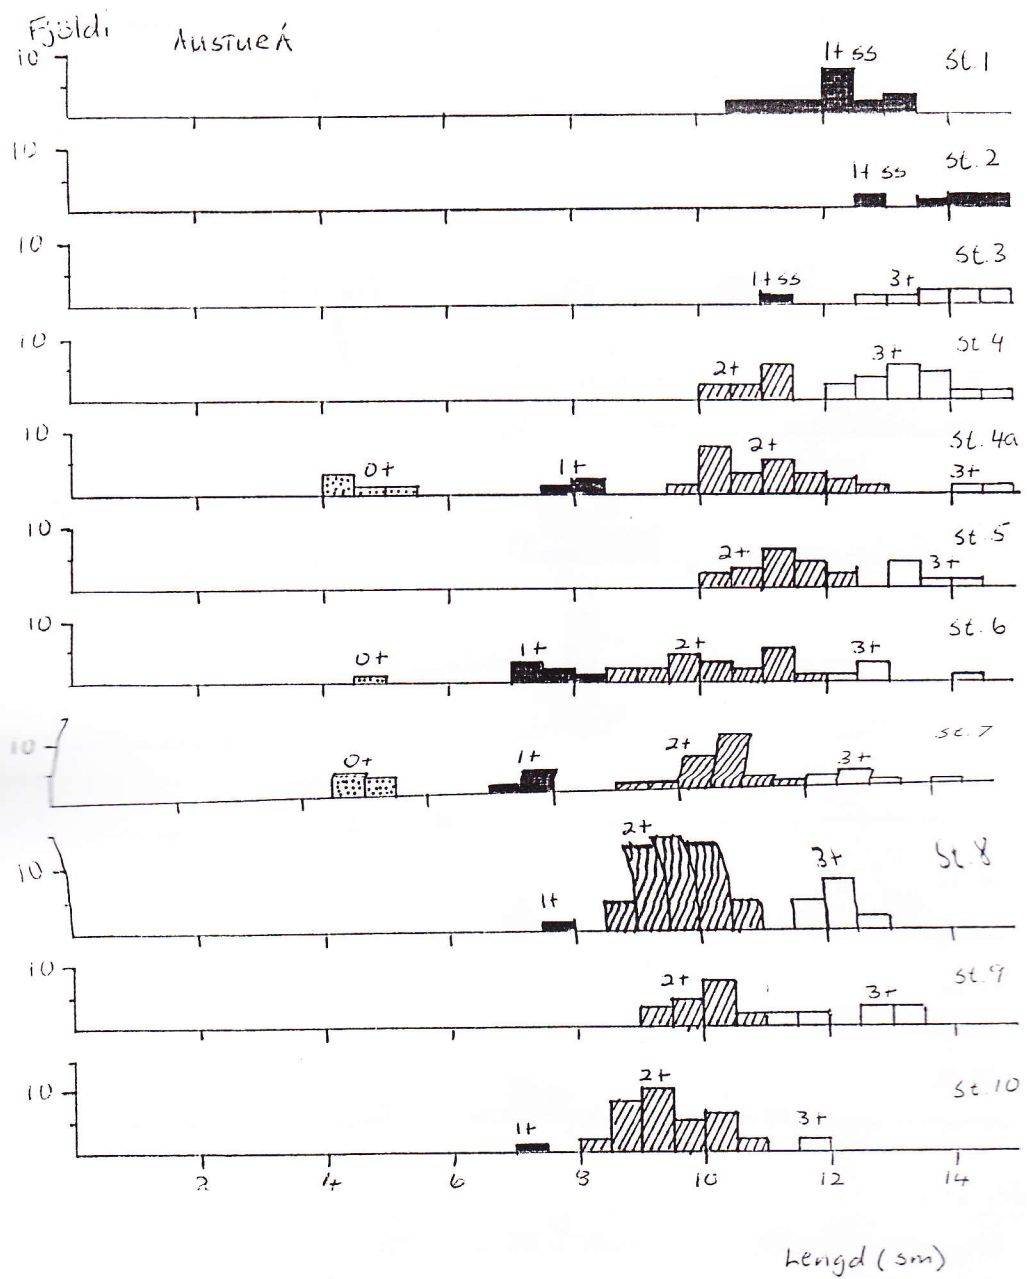 Fjöldi
AUSTURÁ
10 1+ ss St.1
10 1+ ss St.2
10 1+ss 3+ St.3
10 2+ 3+ St 4
10 0+ 1+ 2+ 3+ St.4a
10 2+ 3+ St 5
10 0+ 1+ 2+ 3+ St.6
10 0+ 1+ 2+ 3+ St.7
10 1+ 2+ 3+ St.8
10 2+ 3+ St.9
10 1+ 2+ 3+ St.10
2 4 6 8 10 12 14
Lengd (sm)